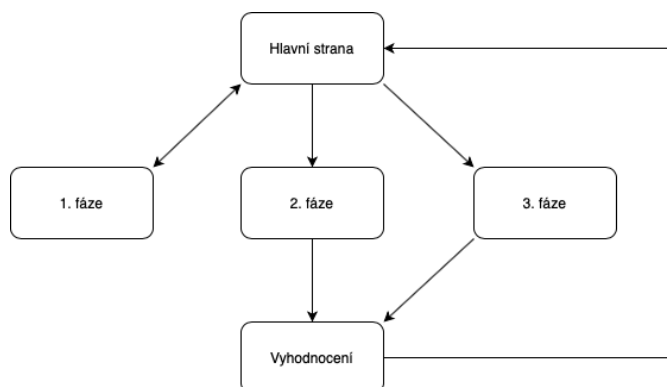 Hlavní strana
1. fáze
2. fáze
3. fáze
Vyhodnocení